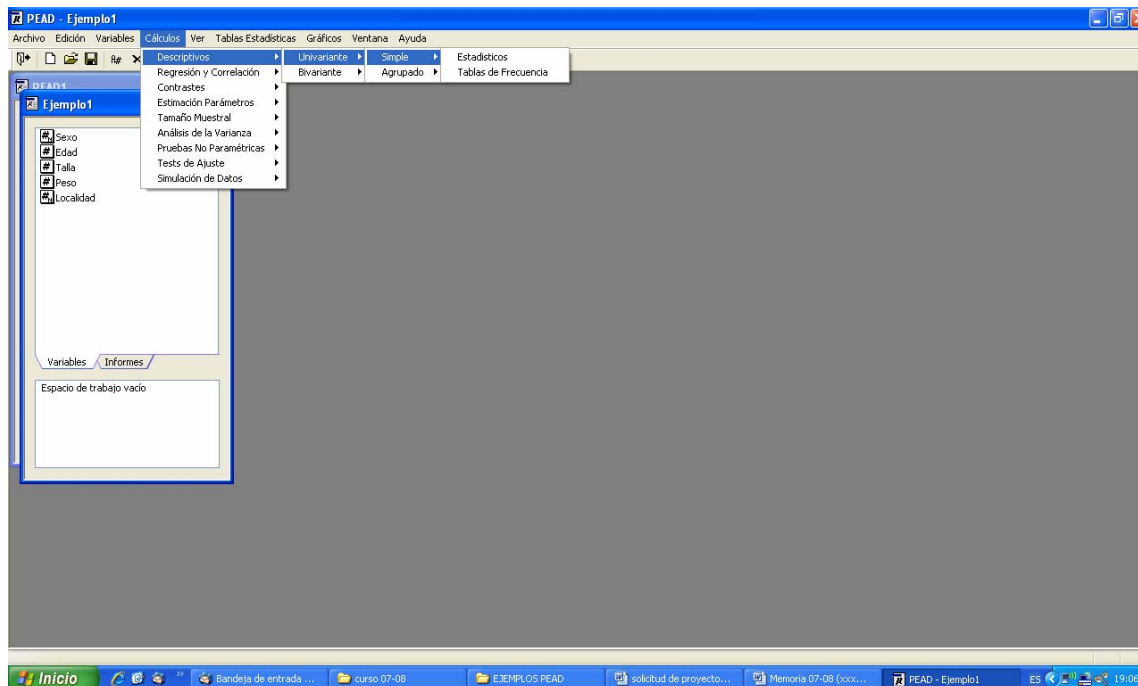 PEAD - Ejemplo1
Archivo Edición Variables Cálculos Ver Tablas Estadísticas Gráficos Ventana Ayuda
Descriptivos
Univariante
Simple
Estadisticos
Regresión y Correlación
Bivariante
Agrupado
Tablas de Frecuencia
Contrastes
Estimación Parámetros
Tamaño Muestral
Análisis de la Varianza
Pruebas No Paramétricas
Tests de Ajuste
Simulación de Datos
PEAD1
Ejemplo1
Sexo
Edad
Talla
Peso
Localidad
Variables Informes
Espacio de trabajo vacío
Inicio
Bandeja de entrada ...
curso 07-08
EJEMPLOS PEAD
solicitud de proyecto...
Memoria 07-08 (xxx...
PEAD - Ejemplo1
ES
19:06